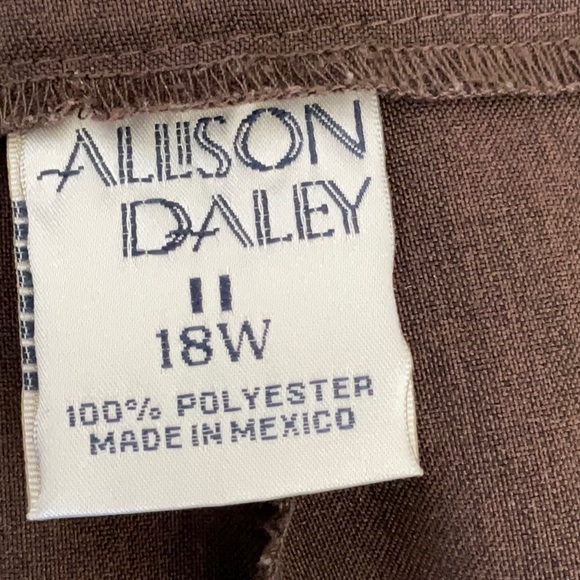 ALLISON
DALEY
II
18W
100% POLYESTER
MADE IN MEXICO